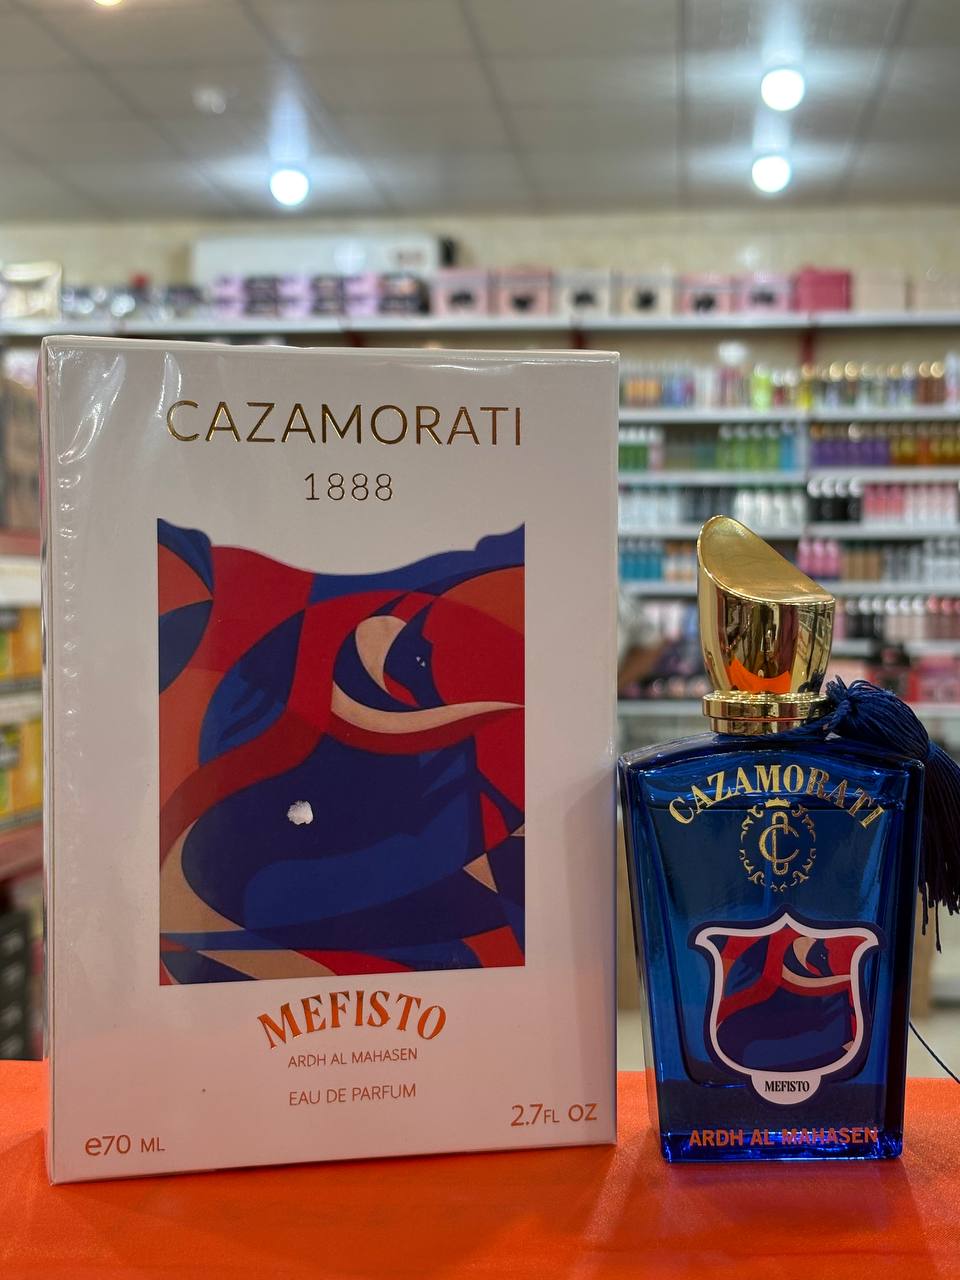 CAZAMORATI
1888
MEFISTO
ARDH AL MAHASEN
EAU DE PARFUM
e70 ML
2.7FL OZ
CAZAMORATI
MEFISTO
ARDH AL MAHASEN